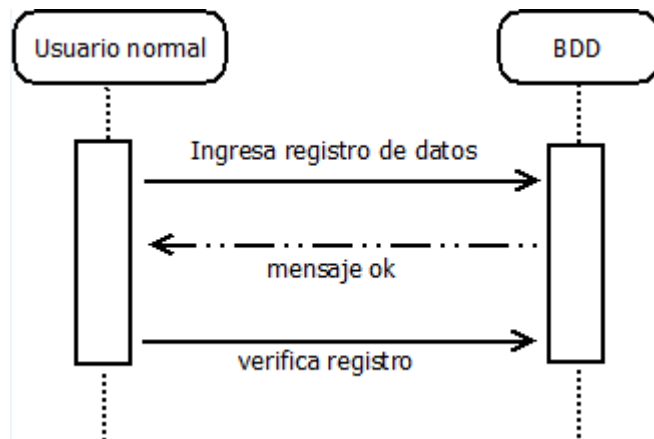 Usuario normal
BDD
Ingresa registro de datos
mensaje ok
verifica registro